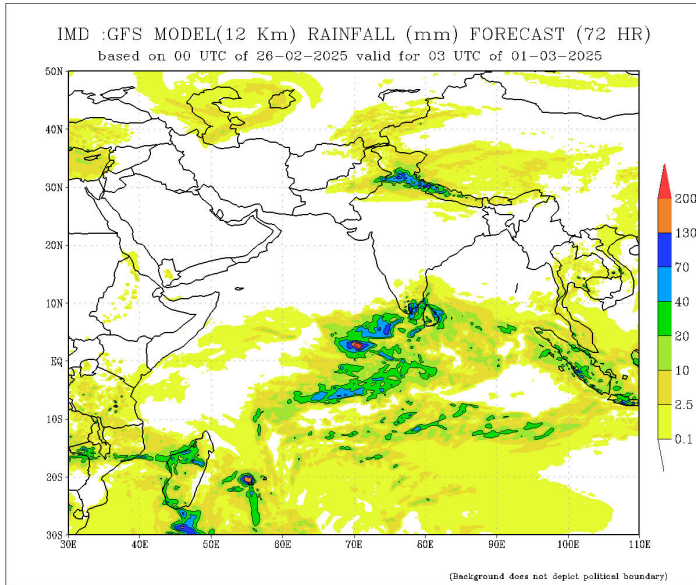 IMD :GFS MODEL(12 Km) RAINFALL (mm) FORECAST (72 HR)
based on 00 UTC of 26-02-2025 valid for 03 UTC of 01-03-2025
50N
40N
30N
20N
10N
EQ
10S
20S
30S
30E 40E 50E 60E 70E 80E 90E 100E 110E
200
130
70
40
20
10
2.5
0.1
(Background does not depict political boundary)